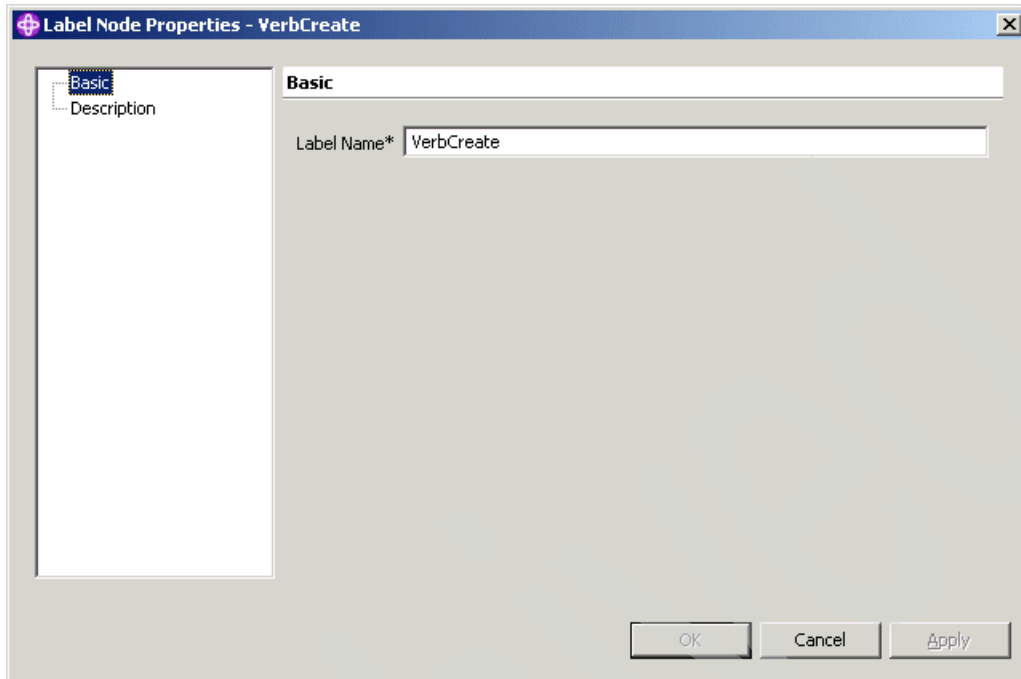 Label Node Properties - VerbCreate
Basic
Description
Basic
Label Name* VerbCreate
OK Cancel Apply